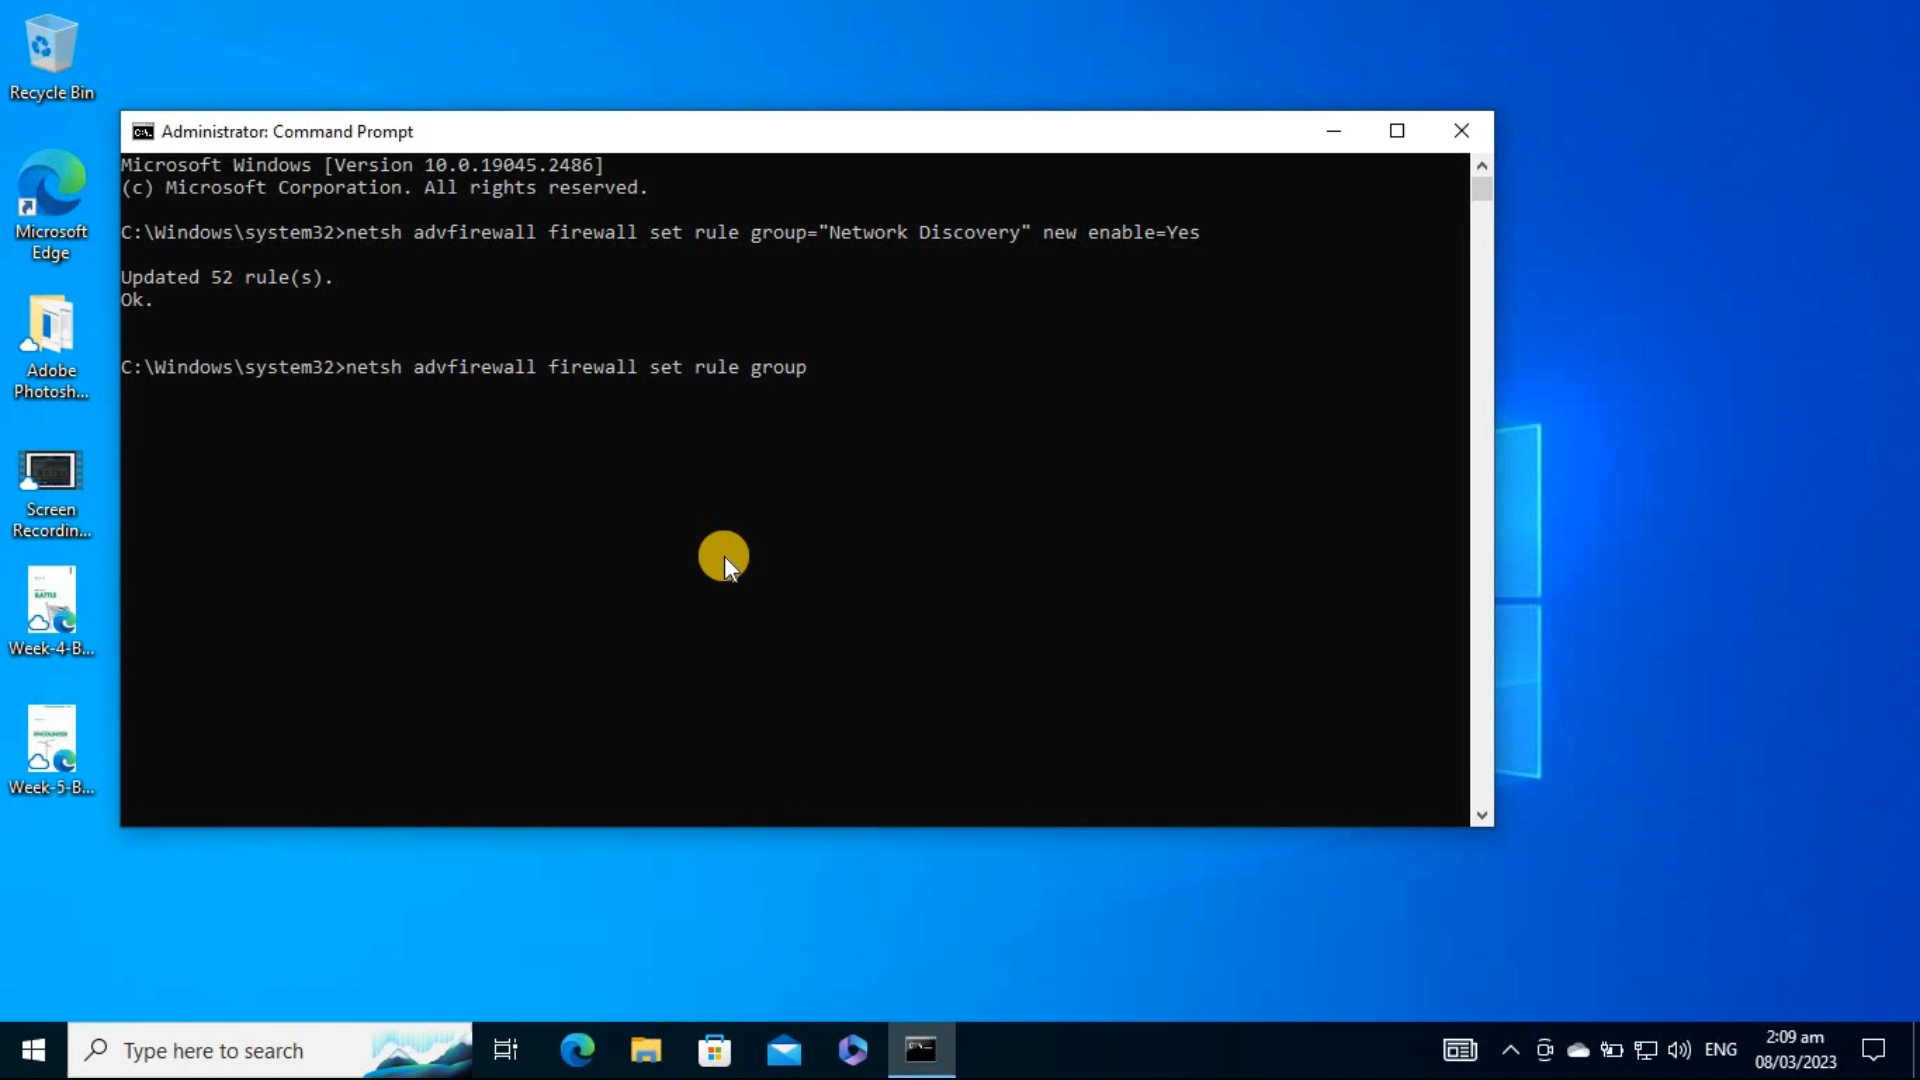 Recycle Bin
Microsoft
Edge
Adobe
Photosh...
Screen
Recordin...
BATTLE
Week-4-B...
ENCOUNTER
Week-5-B...
Administrator: Command Prompt
Microsoft Windows [Version 10.0.19045.2486]
(c) Microsoft Corporation. All rights reserved.
C:\Windows\system32>netsh advfirewall firewall set rule group="Network Discovery" new enable=Yes
Updated 52 rule(s).
Ok.
C:\Windows\system32>netsh advfirewall firewall set rule group
Type here to search
ENG
2:09 am
08/03/2023